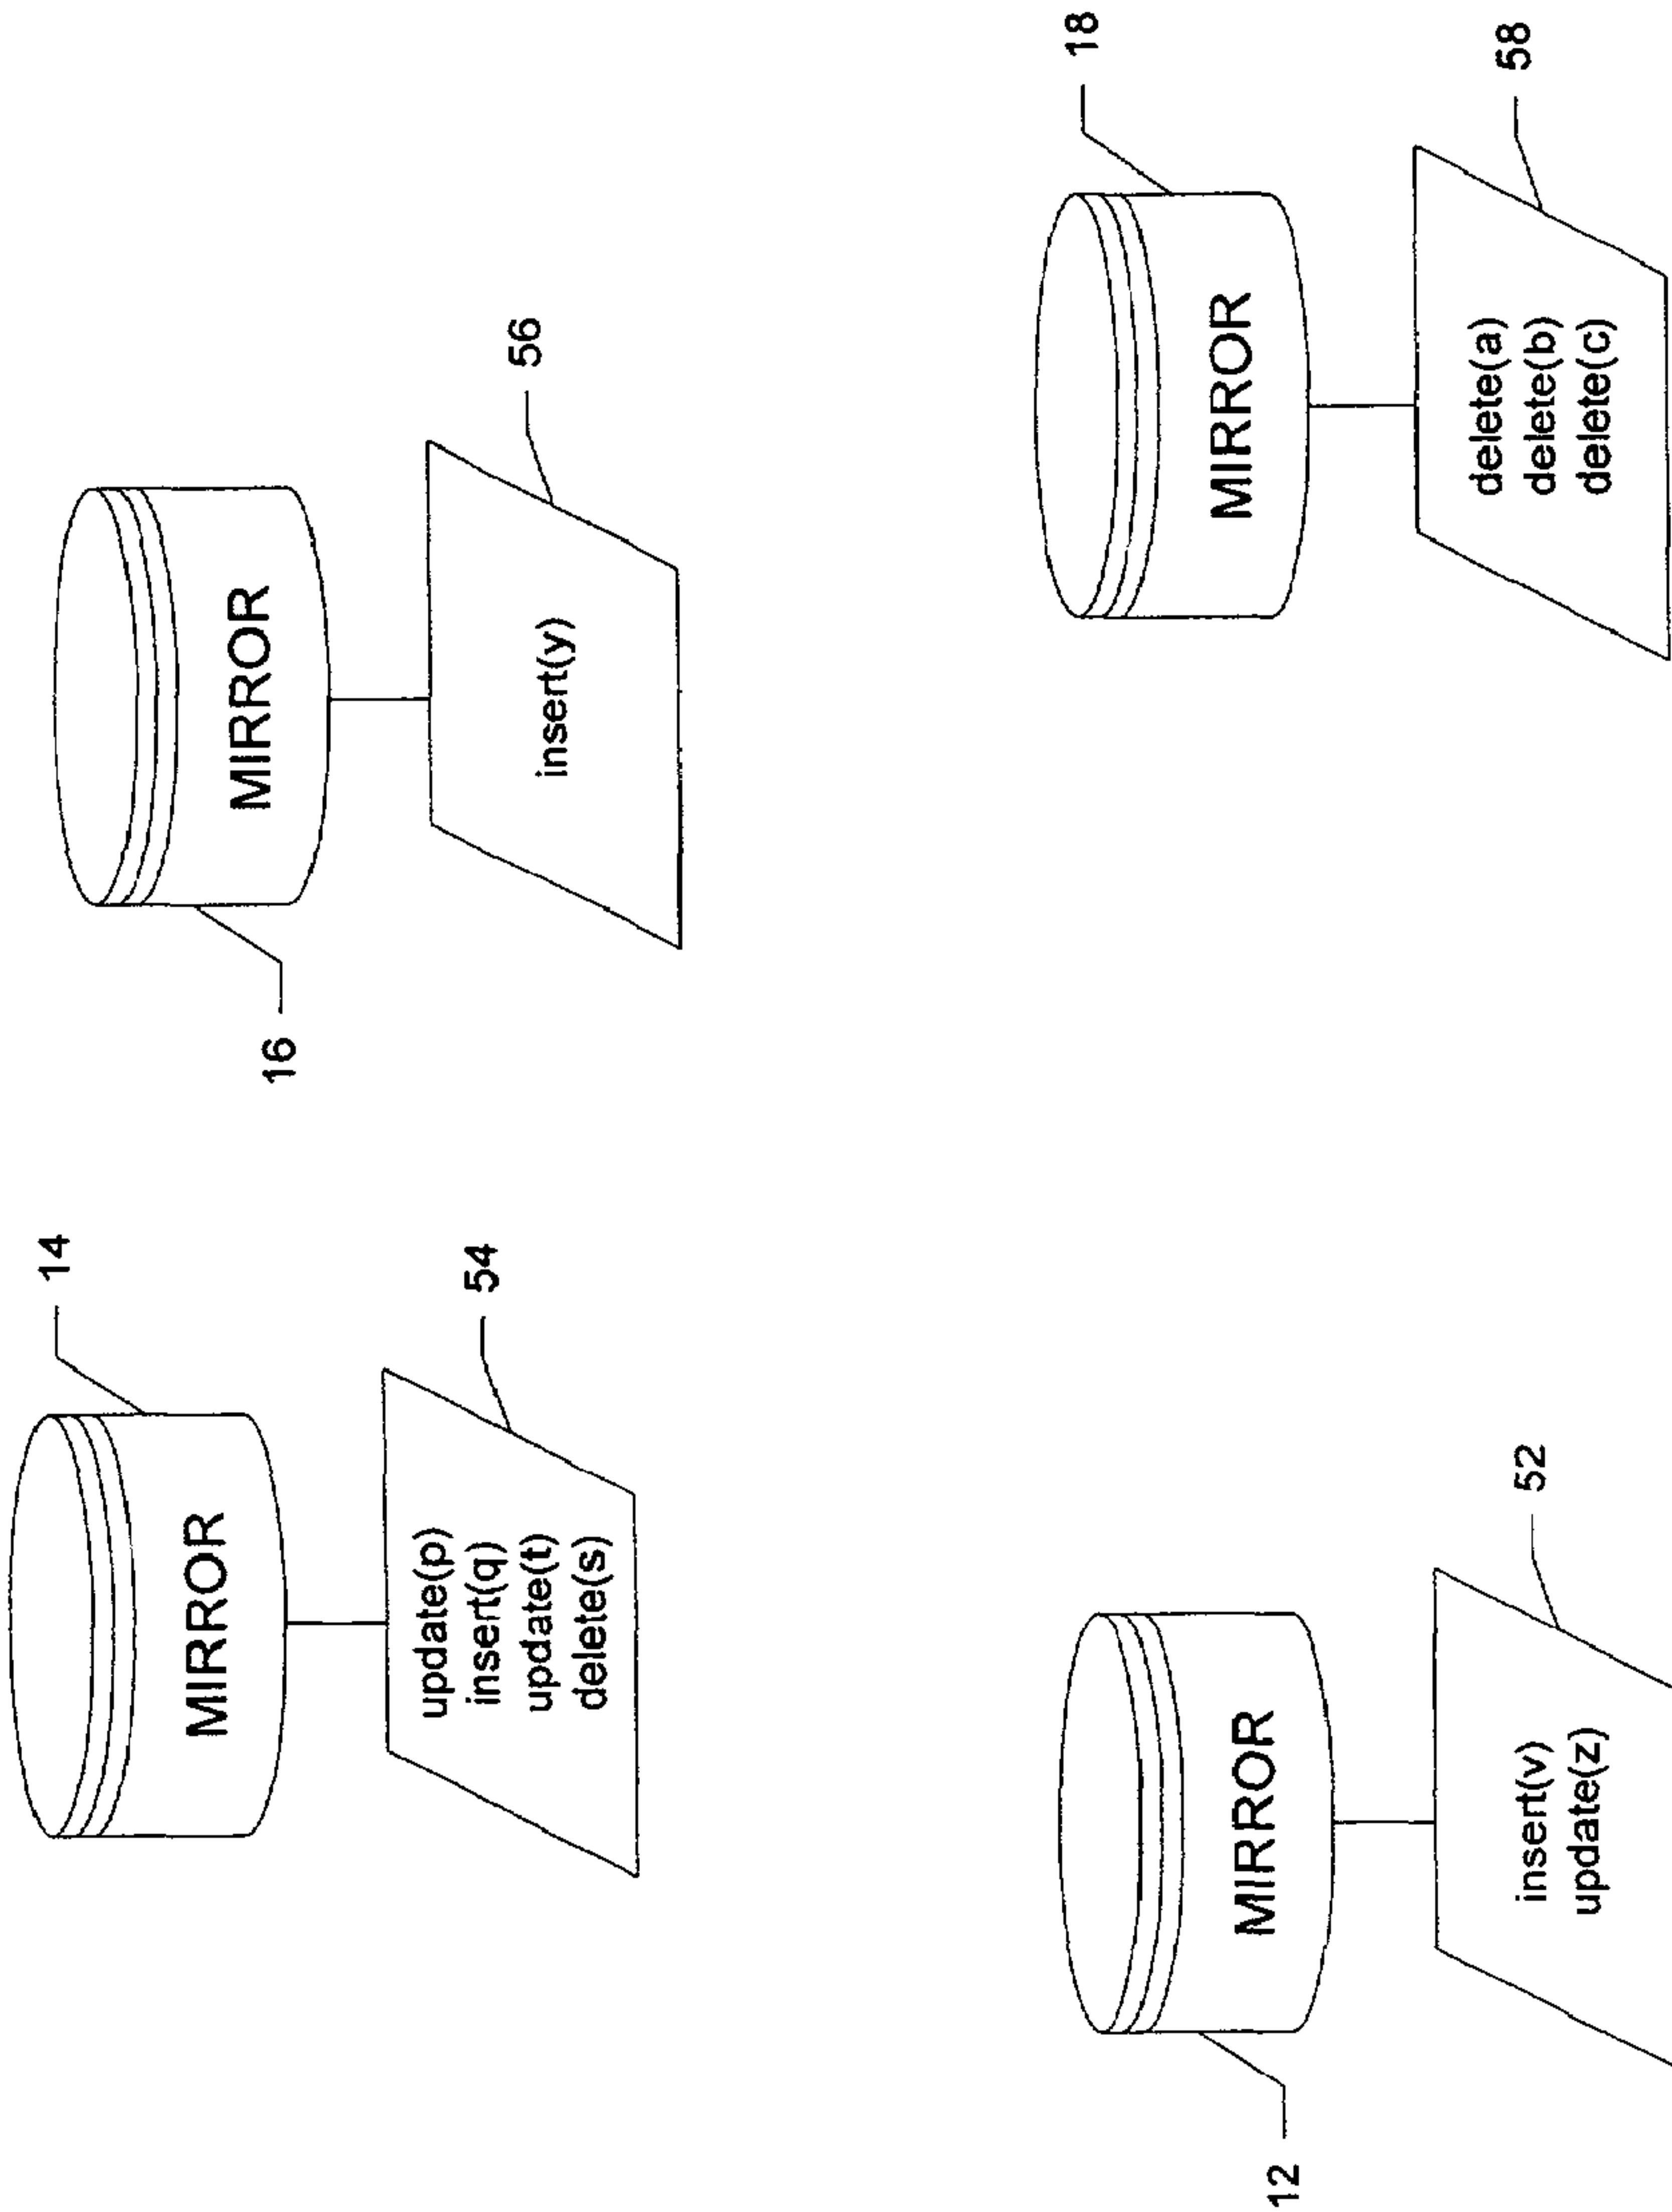 14
MIRROR
54
update(p)
insert(q)
update(t)
delete(s)
16
MIRROR
56
insert(y)
12
MIRROR
52
insert(v)
update(z)
18
MIRROR
58
delete(a)
delete(b)
delete(c)